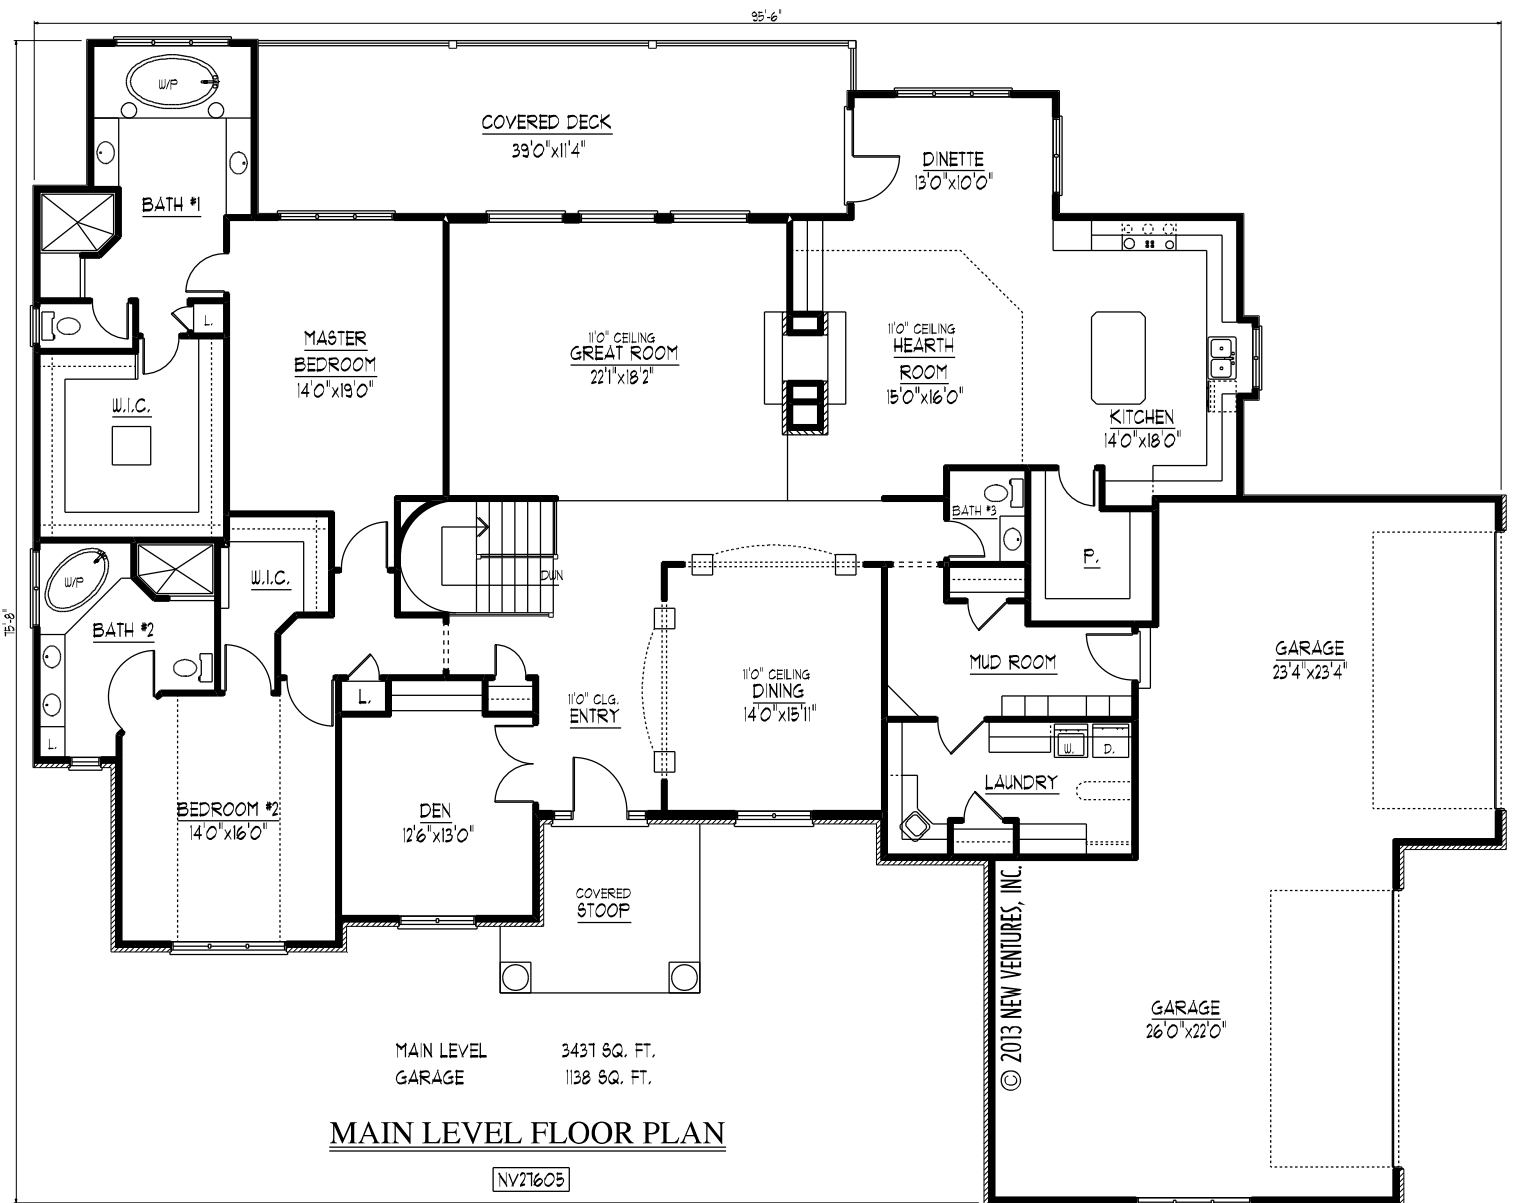 95'-6"
75'-8"
W/P
COVERED DECK
39'0"x11'4"
DINETTE
13'0"x10'0"
BATH #1
L.
MASTER
BEDROOM
14'0"x19'0"
11'0" CEILING
GREAT ROOM
22'1"x18'2"
11'0" CEILING
HEARTH
ROOM
15'0"x16'0"
KITCHEN
14'0"x18'0"
W.I.C.
BATH #3
P.
W/P
W.I.C.
DWN
BATH #2
GARAGE
23'4"x23'4"
MUD ROOM
L.
11'0" CLG.
ENTRY
11'0" CEILING
DINING
14'0"x15'11"
L.
W.
D.
LAUNDRY
BEDROOM #2
14'0"x16'0"
DEN
12'6"x13'0"
COVERED
STOOP
© 2013 NEW VENTURES, INC.
GARAGE
26'0"x22'0"
MAIN LEVEL 3437 SQ. FT.
GARAGE 1138 SQ. FT.
MAIN LEVEL FLOOR PLAN
NV27605